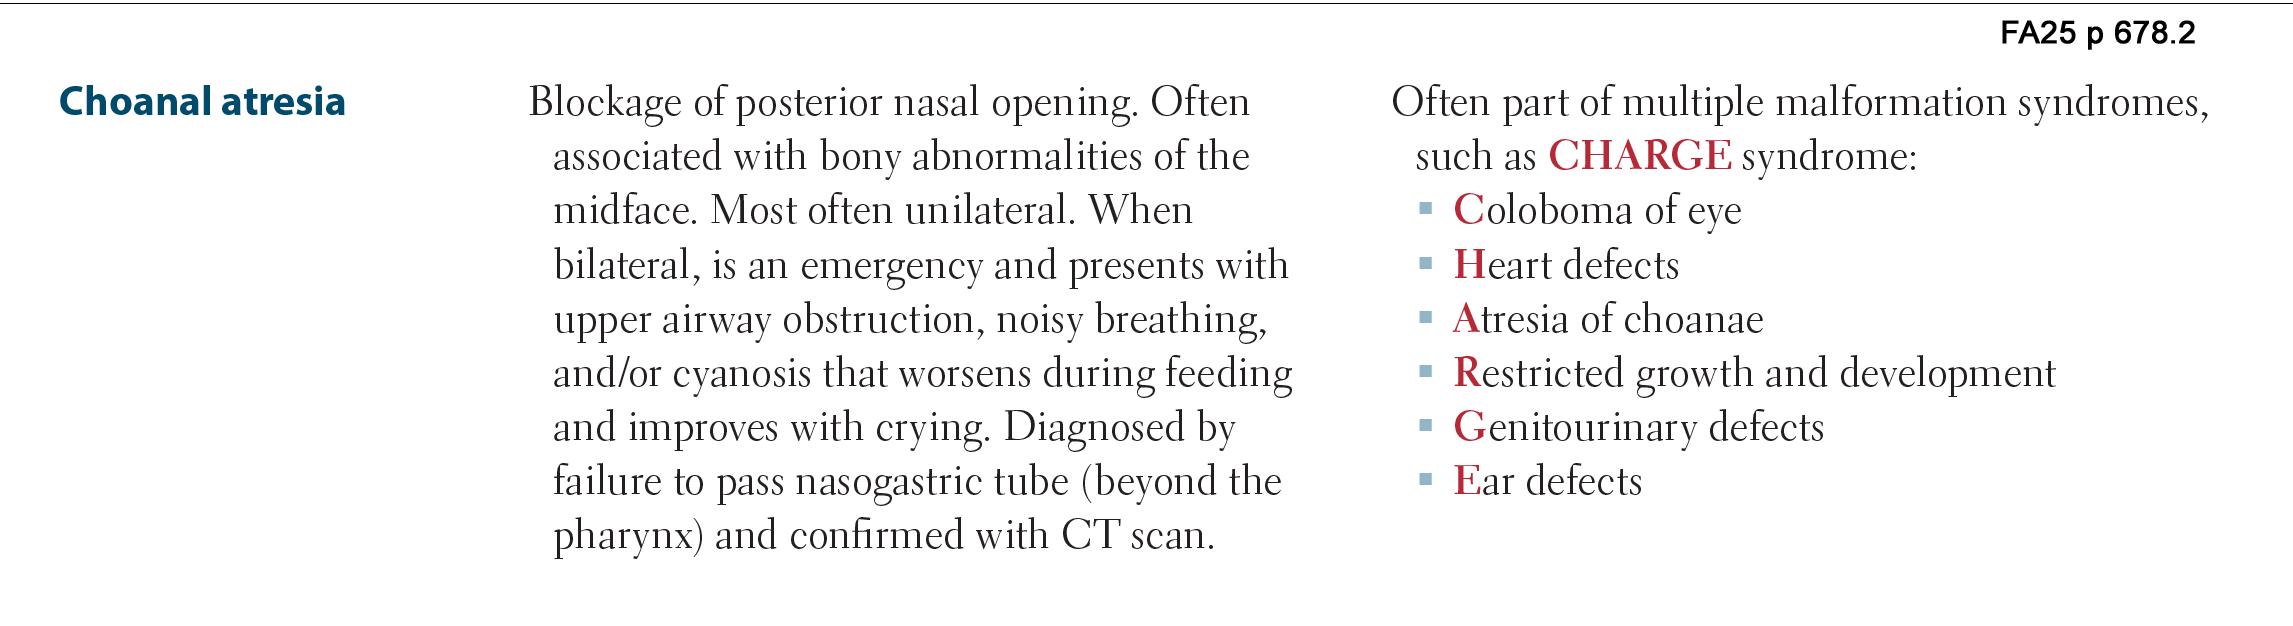 FA25 p 678.2
Choanal atresia
Blockage of posterior nasal opening. Often
associated with bony abnormalities of the
midface. Most often unilateral. When
bilateral, is an emergency and presents with
upper airway obstruction, noisy breathing,
and/or cyanosis that worsens during feeding
and improves with crying. Diagnosed by
failure to pass nasogastric tube (beyond the
pharynx) and confirmed with CT scan.
Often part of multiple malformation syndromes,
such as CHARGE syndrome:
▪ Coloboma of eye
▪ Heart defects
▪ Atresia of choanae
▪ Restricted growth and development
▪ Genitourinary defects
▪ Ear defects